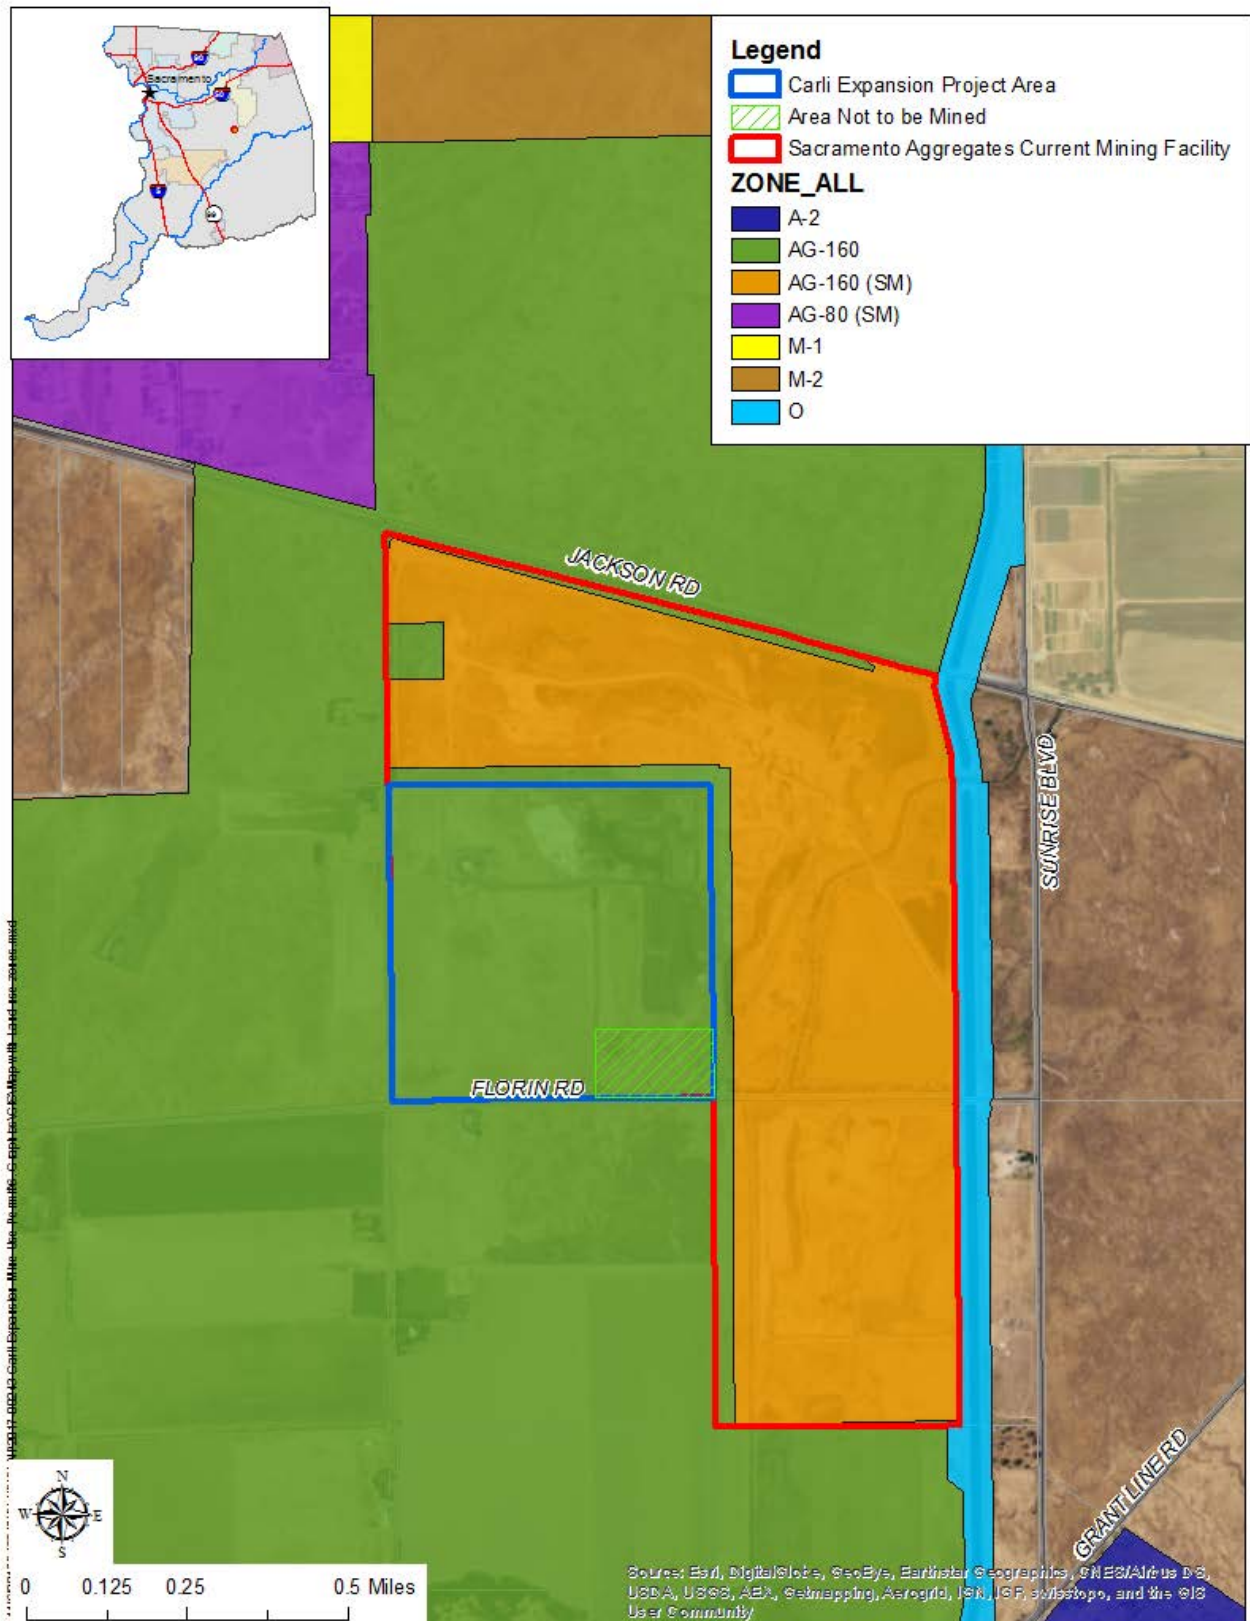 Sacramento
Legend
Carli Expansion Project Area
Area Not to be Mined
Sacramento Aggregates Current Mining Facility
ZONE_ALL
A-2
AG-160
AG-160 (SM)
AG-80 (SM)
M-1
M-2
O
JACKSON RD
SUNRISE BLVD
FLORIN RD
GRANT LINE RD
N
W
E
S
0 0.125 0.25 0.5 Miles
Source: Esri, DigitalGlobe, GeoEye, Earthstar Geographics, CNES/Airbus DS,
USDA, USGS, AEX, Getmapping, Aerogrid, IGN, IGP, swisstopo, and the GIS
User Community